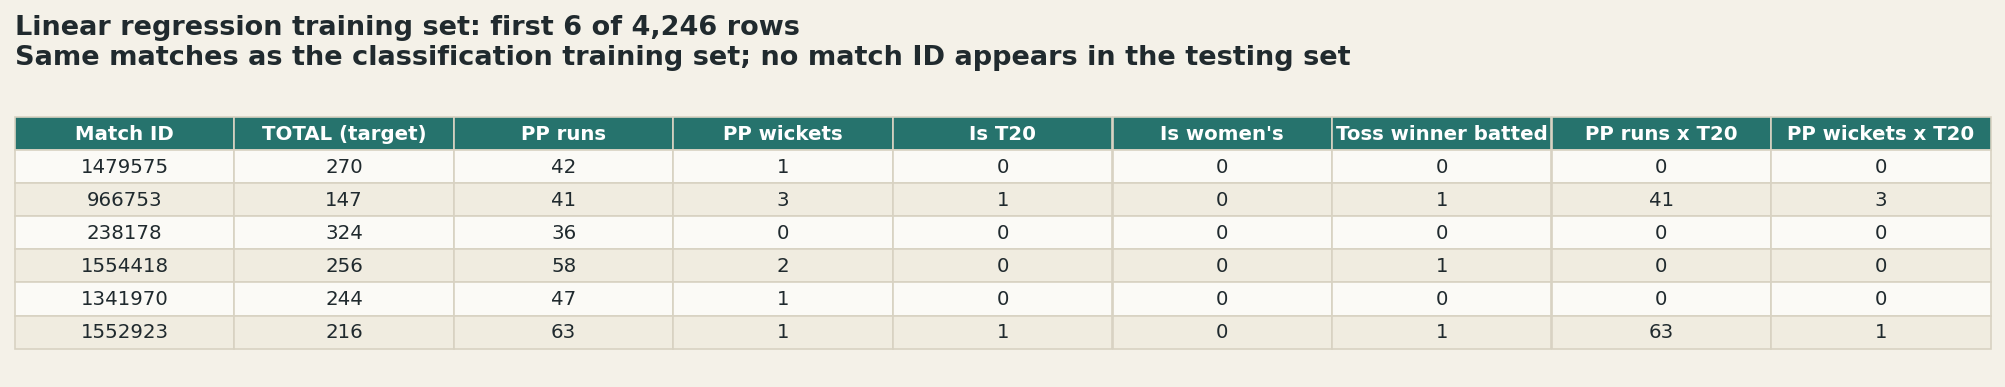 Linear regression training set: first 6 of 4,246 rows
Same matches as the classification training set; no match ID appears in the testing set
Match ID TOTAL (target) PP runs PP wickets Is T20 Is women's Toss winner batted PP runs x T20 PP wickets x T20
1479575 270 42 1 0 0 0 0 0
966753 147 41 3 1 0 1 41 3
238178 324 36 0 0 0 0 0 0
1554418 256 58 2 0 0 1 0 0
1341970 244 47 1 0 0 0 0 0
1552923 216 63 1 1 0 1 63 1